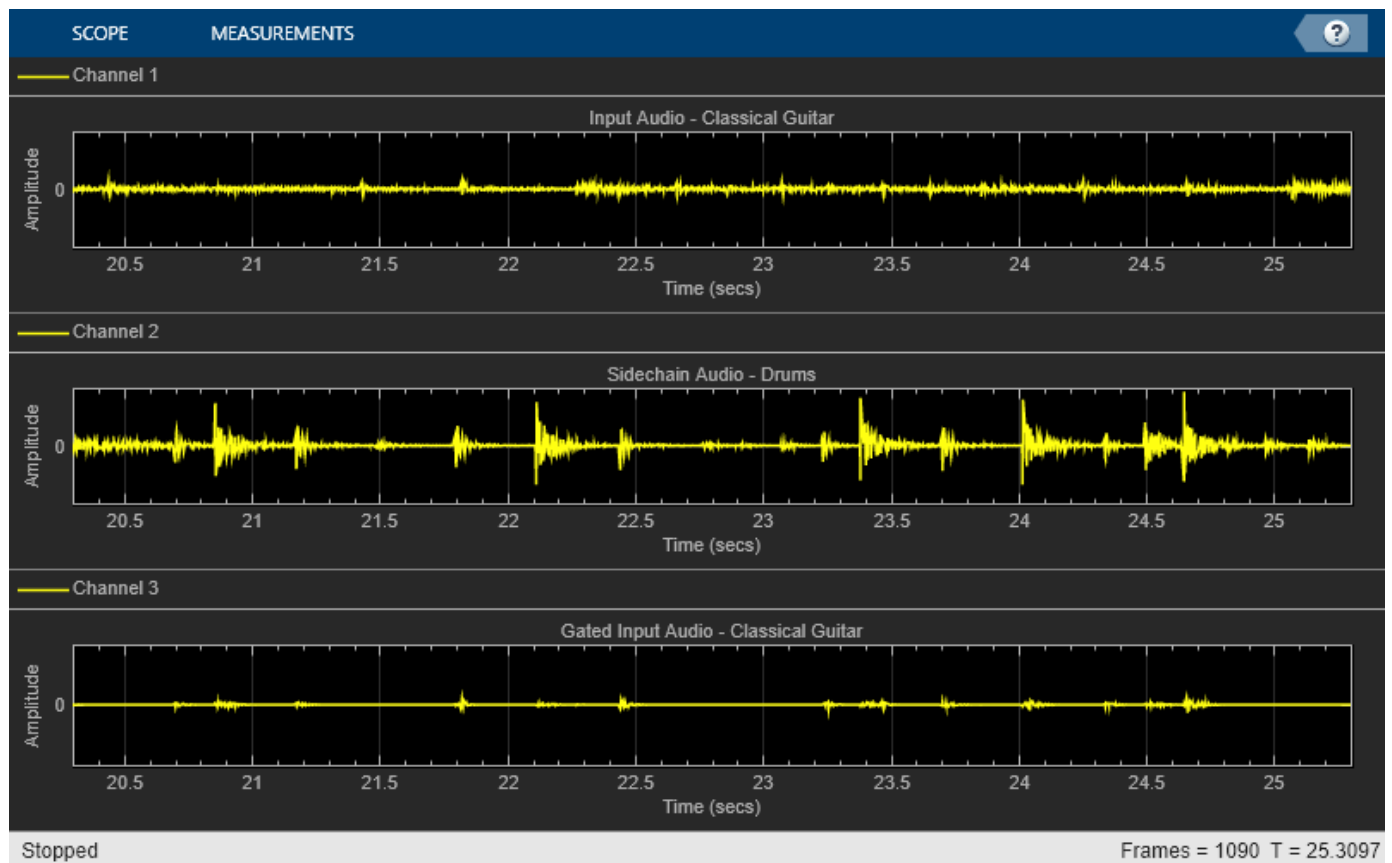 SCOPE MEASUREMENTS ?
Channel 1
Input Audio - Classical Guitar
Amplitude
0
20.5 21 21.5 22 22.5 23 23.5 24 24.5 25
Time (secs)
Channel 2
Sidechain Audio - Drums
Amplitude
0
20.5 21 21.5 22 22.5 23 23.5 24 24.5 25
Time (secs)
Channel 3
Gated Input Audio - Classical Guitar
Amplitude
0
20.5 21 21.5 22 22.5 23 23.5 24 24.5 25
Time (secs)
Stopped Frames = 1090 T = 25.3097